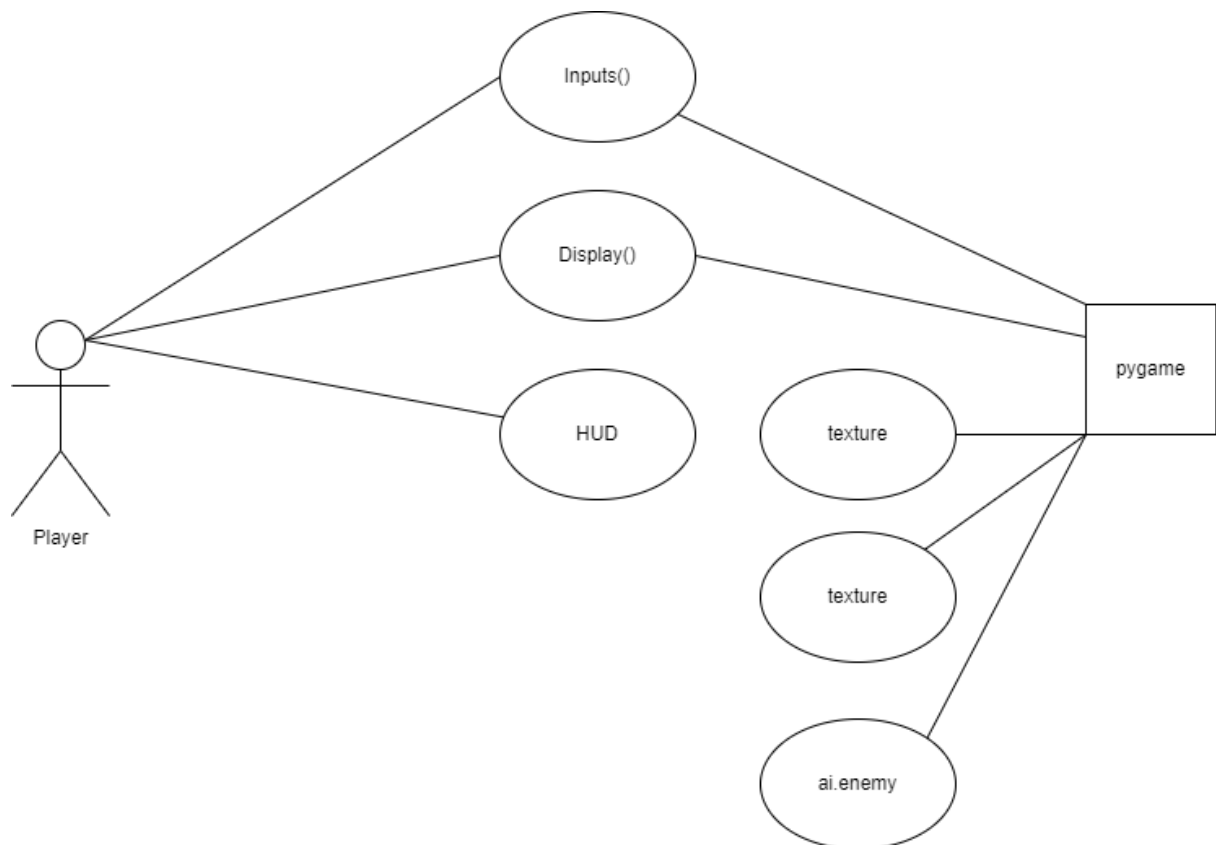 Inputs()
Display()
pygame
HUD
texture
Player
texture
ai.enemy